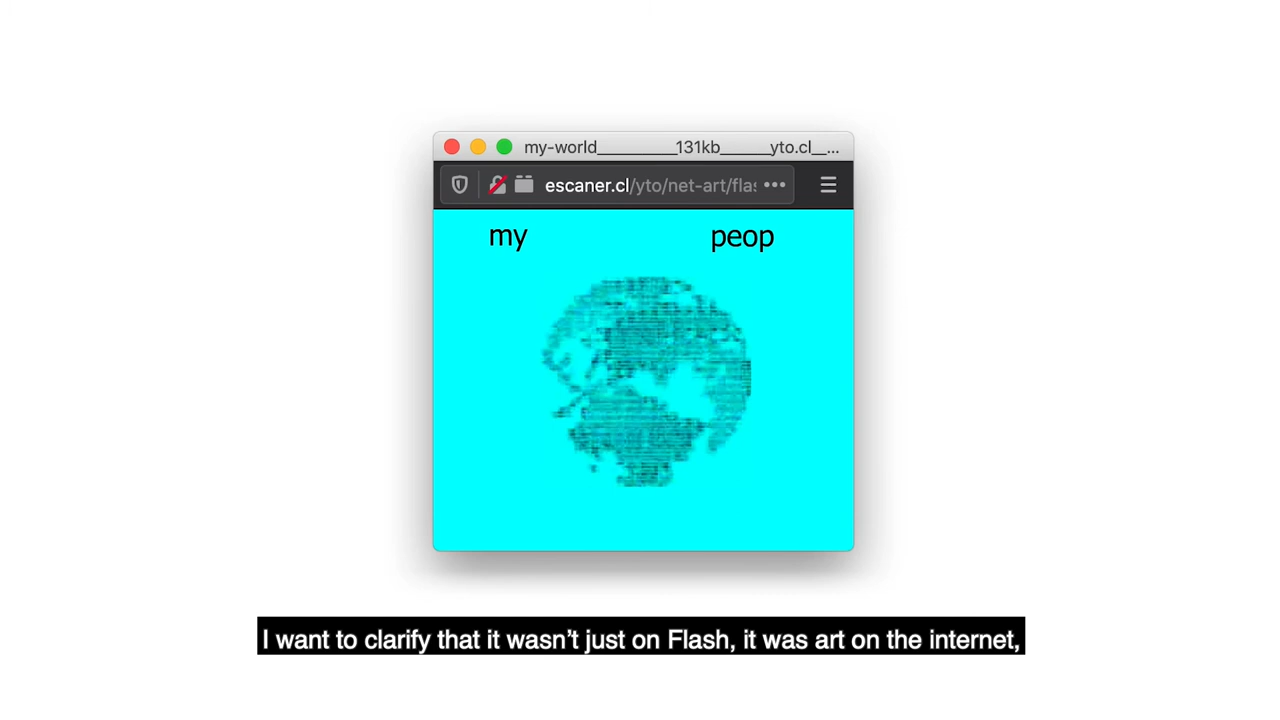 my-world__________131kb______yto.cl__...
escaner.cl/yto/net-art/flas
my peop
I want to clarify that it wasn't just on Flash, it was art on the internet,